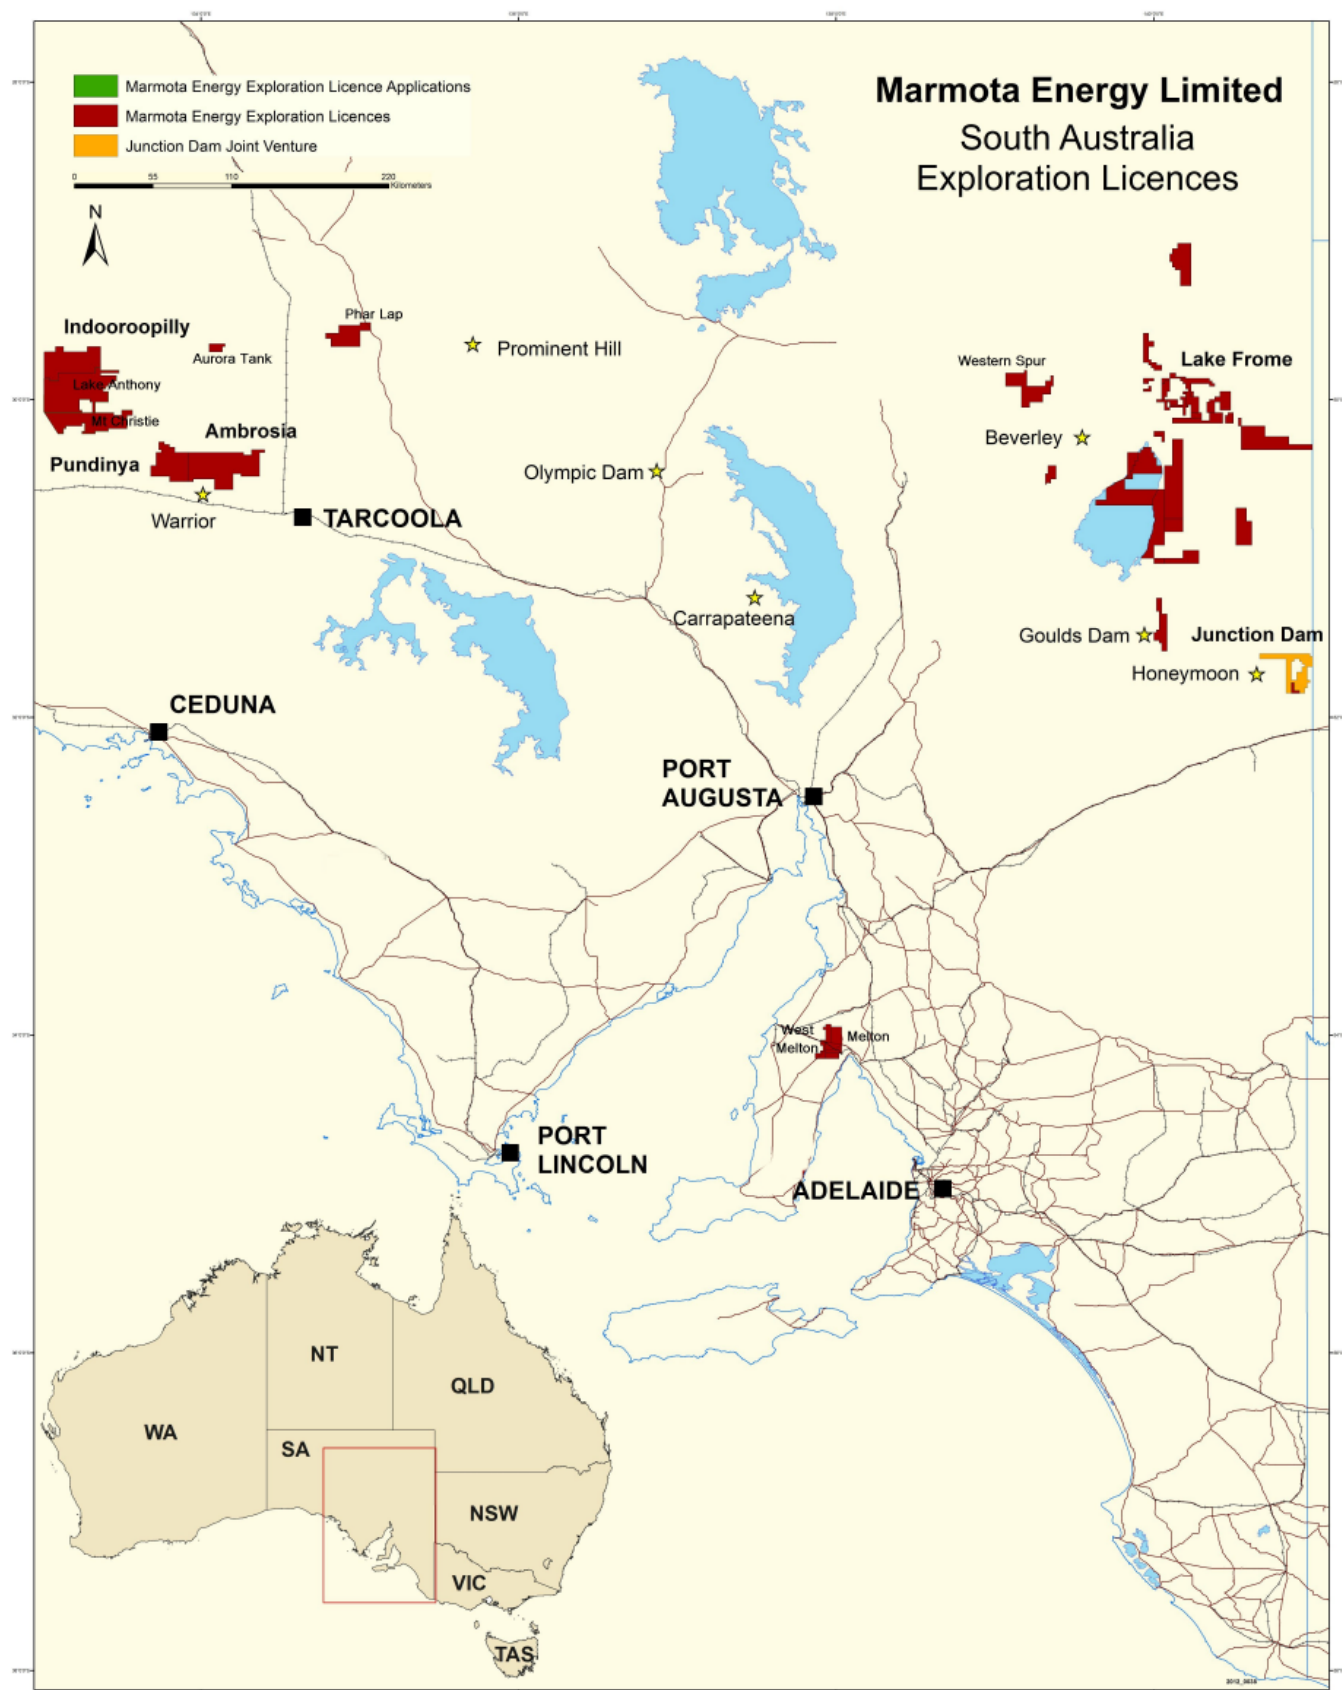 Marmota Energy Exploration Licence Applications
Marmota Energy Exploration Licences
Junction Dam Joint Venture
0 55 110 220
Kilometers
N
Marmota Energy Limited
South Australia
Exploration Licences
Indooroopilly
Phar Lap
Aurora Tank
Prominent Hill
Lake Anthony
Mt Christie
Ambrosia
Pundinya
Warrior
TARCOOLA
Olympic Dam
Western Spur
Lake Frome
Beverley
Carrapateena
Goulds Dam
Junction Dam
Honeymoon
CEDUNA
PORT
AUGUSTA
West
Melton
Melton
PORT
LINCOLN
ADELAIDE
NT
QLD
WA
SA
NSW
VIC
TAS